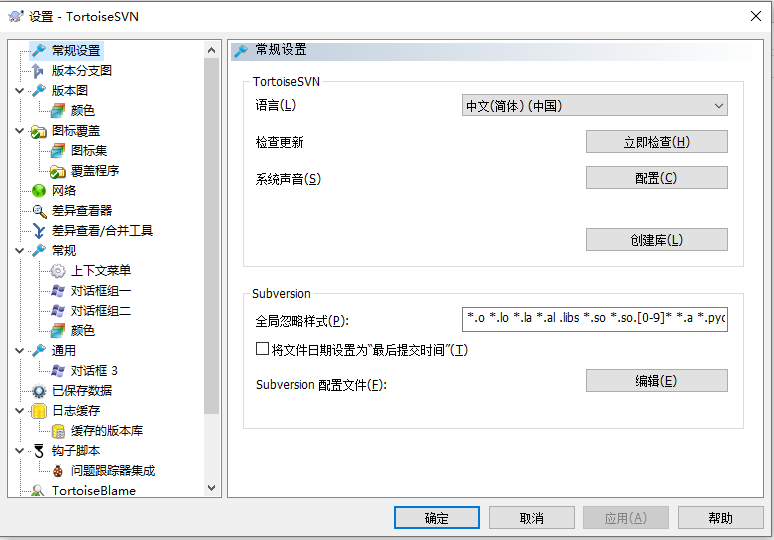 设置 - TortoiseSVN
常规设置
版本分支图
版本图
颜色
图标覆盖
图标集
覆盖程序
网络
差异查看器
差异查看/合并工具
常规
上下文菜单
对话框组一
对话框组二
颜色
通用
对话框 3
已保存数据
日志缓存
缓存的版本库
钩子脚本
问题跟踪器集成
TortoiseBlame
常规设置
TortoiseSVN
语言(L)
中文(简体) (中国)
检查更新
立即检查(H)
系统声音(S)
配置(C)
创建库(L)
Subversion
全局忽略样式(P):
*.o *.lo *.la *.al .libs *.so *.so.[0-9]* *.a *.pyc
将文件日期设置为“最后提交时间”(T)
Subversion 配置文件(F):
编辑(E)
确定
取消
应用(A)
帮助